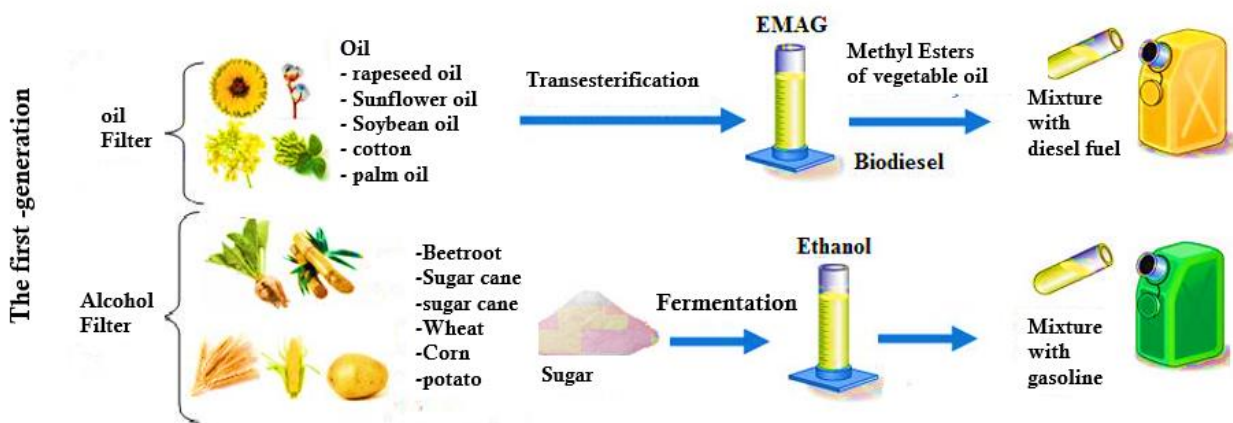 The first -generation
oil
Filter
Oil
- rapeseed oil
- Sunflower oil
- Soybean oil
- cotton
- palm oil
Transesterification
EMAG
Methyl Esters
of vegetable oil
Biodiesel
Mixture
with
diesel fuel
Alcohol
Filter
-Beetroot
-Sugar cane
-sugar cane
-Wheat
-Corn
-potato
Sugar
Fermentation
Ethanol
Mixture
with
gasoline